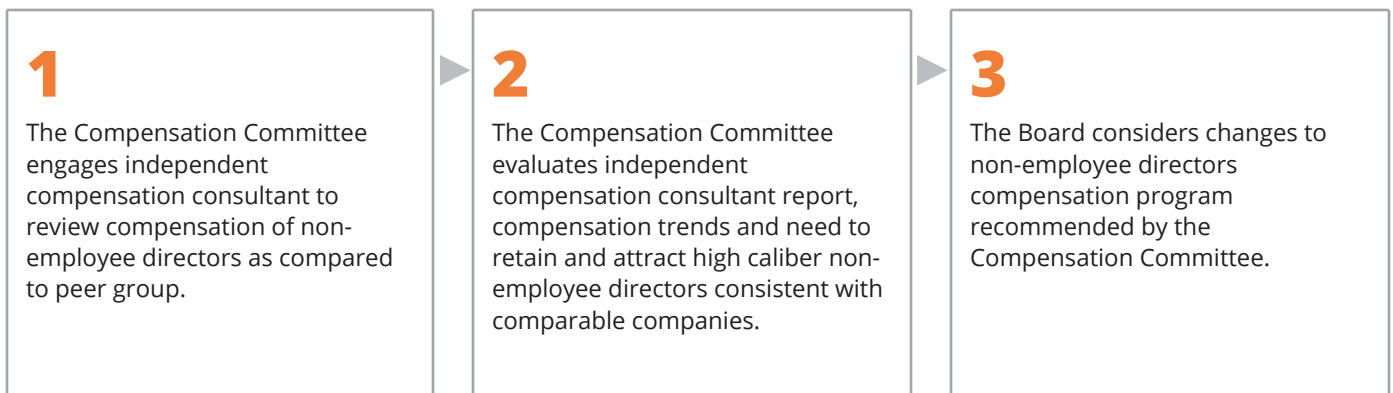 1
The Compensation Committee
engages independent
compensation consultant to
review compensation of non-
employee directors as compared
to peer group.
2
The Compensation Committee
evaluates independent
compensation consultant report,
compensation trends and need to
retain and attract high caliber non-
employee directors consistent with
comparable companies.
3
The Board considers changes to
non-employee directors
compensation program
recommended by the
Compensation Committee.